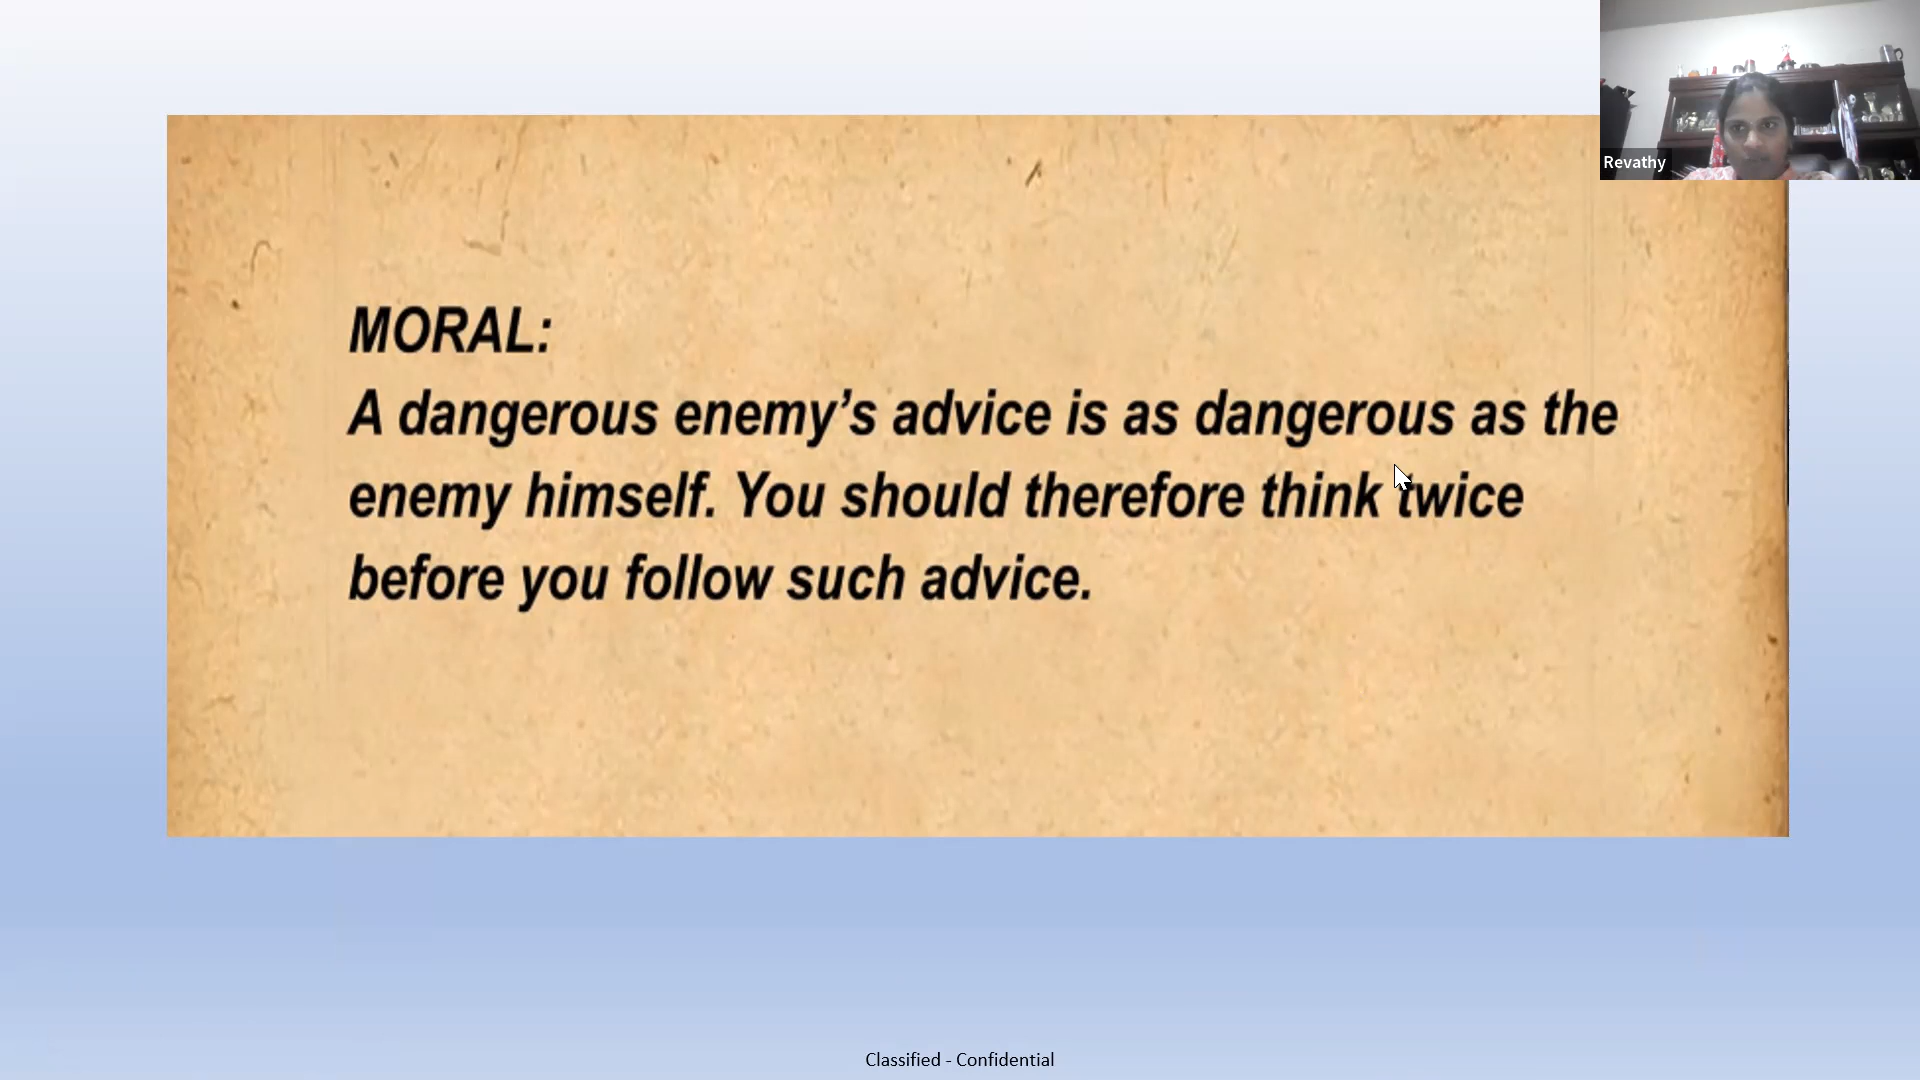 Revathy
MORAL:
A dangerous enemy’s advice is as dangerous as the
enemy himself. You should therefore think twice
before you follow such advice.
Classified - Confidential